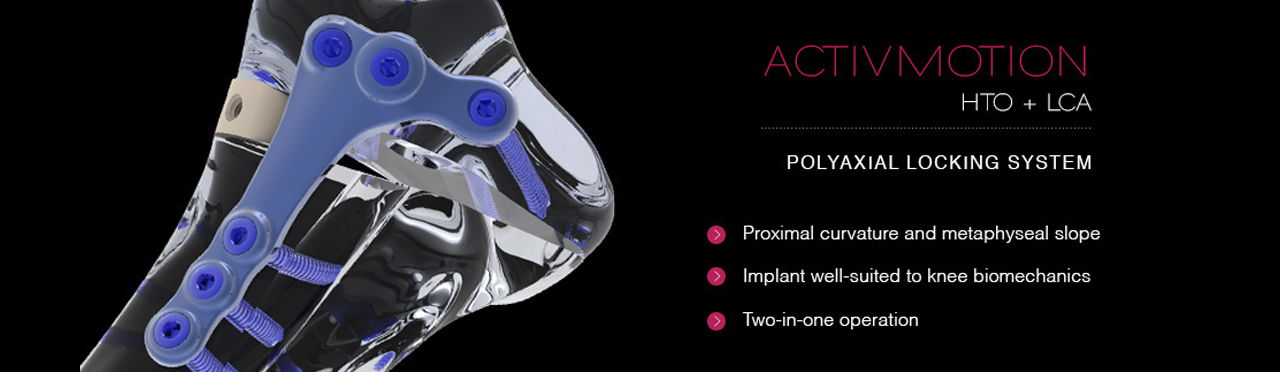 ACTIVMOTION
HTO + LCA
POLYAXIAL LOCKING SYSTEM
Proximal curvature and metaphyseal slope
Implant well-suited to knee biomechanics
Two-in-one operation